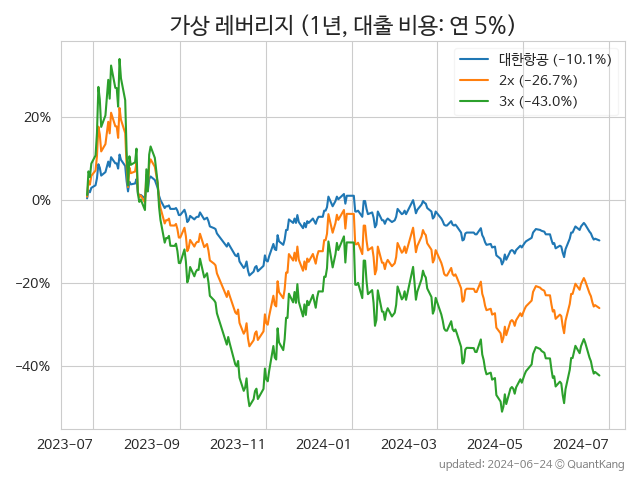 가상 레버리지 (1년, 대출 비용: 연 5%)
대한항공 (−10.1%)
2x (−26.7%)
3x (−43.0%)
20%
0%
−20%
−40%
2023-07 2023-09 2023-11 2024-01 2024-03 2024-05 2024-07
updated: 2024-06-24 © QuantKang